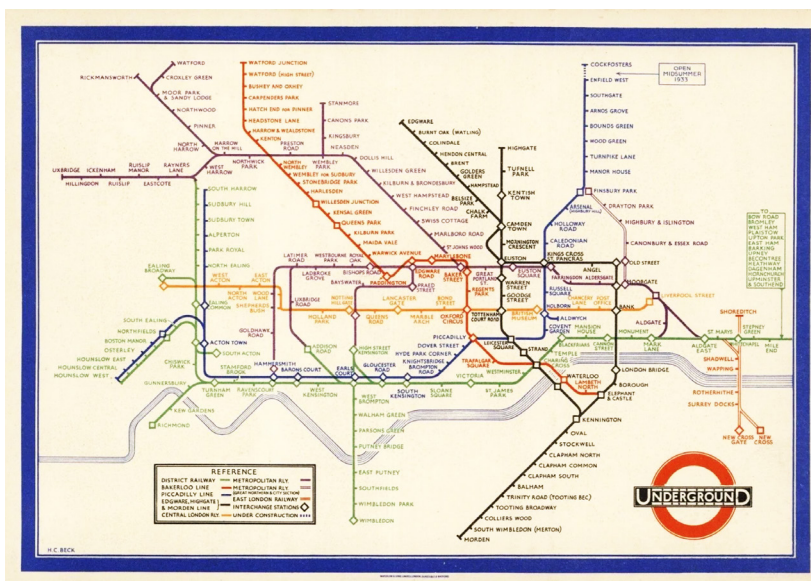 WATFORD
RICKMANSWORTH
CROXLEY GREEN
MOOR PARK
& SANDY LODGE
NORTHWOOD
PINNER
NORTH
HARROW
HARROW
ON THE HILL
WEST
HARROW
RAYNERS
LANE
EASTCOTE
RUISLIP
MANOR
RUISLIP
ICKENHAM
HILLINGDON
UXBRIDGE
NORTHWICK
PARK
PRESTON
ROAD
WEMBLEY
PARK
STANMORE
CANONS PARK
KINGSBURY
NEASDEN
DOLLIS HILL
WILLESDEN GREEN
KILBURN & BRONDESBURY
WEST HAMPSTEAD
FINCHLEY ROAD
SWISS COTTAGE
MARLBORO ROAD
ST JOHNS WOOD
WATFORD JUNCTION
WATFORD (HIGH STREET)
BUSHEY AND OXHEY
CARPENDERS PARK
HATCH END FOR PINNER
HEADSTONE LANE
HARROW & WEALDSTONE
KENTON
NORTH
WEMBLEY
WEMBLEY FOR SUDBURY
STONEBRIDGE PARK
HARLESDEN
WILLESDEN JUNCTION
KENSAL GREEN
QUEENS PARK
KILBURN PARK
MAIDA VALE
WARWICK AVENUE
PADDINGTON
EDGWARE
ROAD
MARYLEBONE
BAKER
STREET
REGENTS
PARK
OXFORD
CIRCUS
PICCADILLY
TRAFALGAR
SQUARE
CHARING
CROSS
WATERLOO
LAMBETH
NORTH
ELEPHANT
& CASTLE
EDGWARE
BURNT OAK (WATLING)
COLINDALE
HENDON CENTRAL
BRENT
GOLDERS
GREEN
HAMPSTEAD
BELSIZE
PARK
CHALK
FARM
HIGHGATE
TUFNELL
PARK
KENTISH
TOWN
CAMDEN
TOWN
MORNINGTON
CRESCENT
EUSTON
WARREN
STREET
GOODGE
STREET
TOTTENHAM
COURT ROAD
LEICESTER
SQUARE
STRAND
COCKFOSTERS
ENFIELD WEST
SOUTHGATE
ARNOS GROVE
BOUNDS GREEN
WOOD GREEN
TURNPIKE LANE
MANOR HOUSE
FINSBURY PARK
OPEN
MIDSUMMER
1933
ARSENAL
(HIGHBURY HILL)
HOLLOWAY
ROAD
CALEDONIAN
ROAD
KINGS CROSS
ST. PANCRAS
RUSSELL
SQUARE
HOLBORN
ALDWYCH
COVENT
GARDEN
DRAYTON PARK
HIGHBURY & ISLINGTON
CANONBURY & ESSEX ROAD
OLD STREET
MOORGATE
ANGEL
FARRINGDON
ALDERSGATE
GREAT
PORTLAND
ST.
EUSTON
SQUARE
BANK
LIVERPOOL STREET
POST
OFFICE
CHANCERY
LANE
BRITISH
MUSEUM
BOND
STREET
MARBLE
ARCH
LANCASTER
GATE
QUEENS
ROAD
NOTTING
HILL GATE
HOLLAND
PARK
SHEPHERDS
BUSH
WOOD
LANE
EAST
ACTON
NORTH
ACTON
WEST
ACTON
EALING
BROADWAY
SOUTH HARROW
SUDBURY HILL
SUDBURY TOWN
ALPERTON
PARK ROYAL
NORTH EALING
EALING
COMMON
SOUTH EALING
NORTHFIELDS
BOSTON MANOR
OSTERLEY
HOUNSLOW EAST
HOUNSLOW CENTRAL
HOUNSLOW WEST
ACTON TOWN
SOUTH ACTON
CHISWICK
PARK
GUNNERSBURY
KEW GARDENS
RICHMOND
TURNHAM
GREEN
STAMFORD
BROOK
RAVENSCOURT
PARK
HAMMERSMITH
BARONS COURT
WEST
KENSINGTON
EARLS
COURT
GLOUCESTER
ROAD
SOUTH
KENSINGTON
SLOANE
SQUARE
VICTORIA
ST JAMES
PARK
WESTMINSTER
TEMPLE
BLACKFRIARS
MANSION
HOUSE
CANNON
STREET
MONUMENT
MARK
LANE
ALDGATE
ALDGATE
EAST
ST MARYS
STEPNEY
GREEN
MILE
END
LATIMER
ROAD
LADBROKE
GROVE
WESTBOURNE
PARK
ROYAL
OAK
BISHOPS ROAD
PRAED
STREET
BAYSWATER
UXBRIDGE
ROAD
GOLDHAWK
ROAD
ADDISON
ROAD
HIGH STREET
KENSINGTON
DOVER STREET
HYDE PARK CORNER
KNIGHTSBRIDGE
BROMPTON
ROAD
WEST
BROMPTON
WALHAM GREEN
PARSONS GREEN
PUTNEY BRIDGE
EAST PUTNEY
SOUTHFIELDS
WIMBLEDON PARK
WIMBLEDON
TO
BOW ROAD
BROMLEY
WEST HAM
PLAISTOW
UPTON PARK
EAST HAM
BARKING
UPNEY
BECONTREE
HEATHWAY
DAGENHAM
HORNCHURCH
UPMINSTER
& SOUTHEND
SHOREDITCH
SHADWELL
WAPPING
ROTHERHITHE
SURREY DOCKS
NEW CROSS
GATE
NEW
CROSS
LONDON BRIDGE
BOROUGH
KENNINGTON
OVAL
STOCKWELL
CLAPHAM NORTH
CLAPHAM COMMON
CLAPHAM SOUTH
BALHAM
TRINITY ROAD (TOOTING BEC)
TOOTING BROADWAY
COLLIERS WOOD
SOUTH WIMBLEDON (MERTON)
MORDEN
REFERENCE
DISTRICT RAILWAY
BAKERLOO LINE
PICCADILLY LINE
EDGWARE, HIGHGATE
& MORDEN LINE
CENTRAL LONDON RLY.
METROPOLITAN RLY.
METROPOLITAN RLY.
(GREAT NORTHERN & CITY SECTION)
EAST LONDON RAILWAY
INTERCHANGE STATIONS
UNDER CONSTRUCTION
UNDERGROUND
H.C. BECK